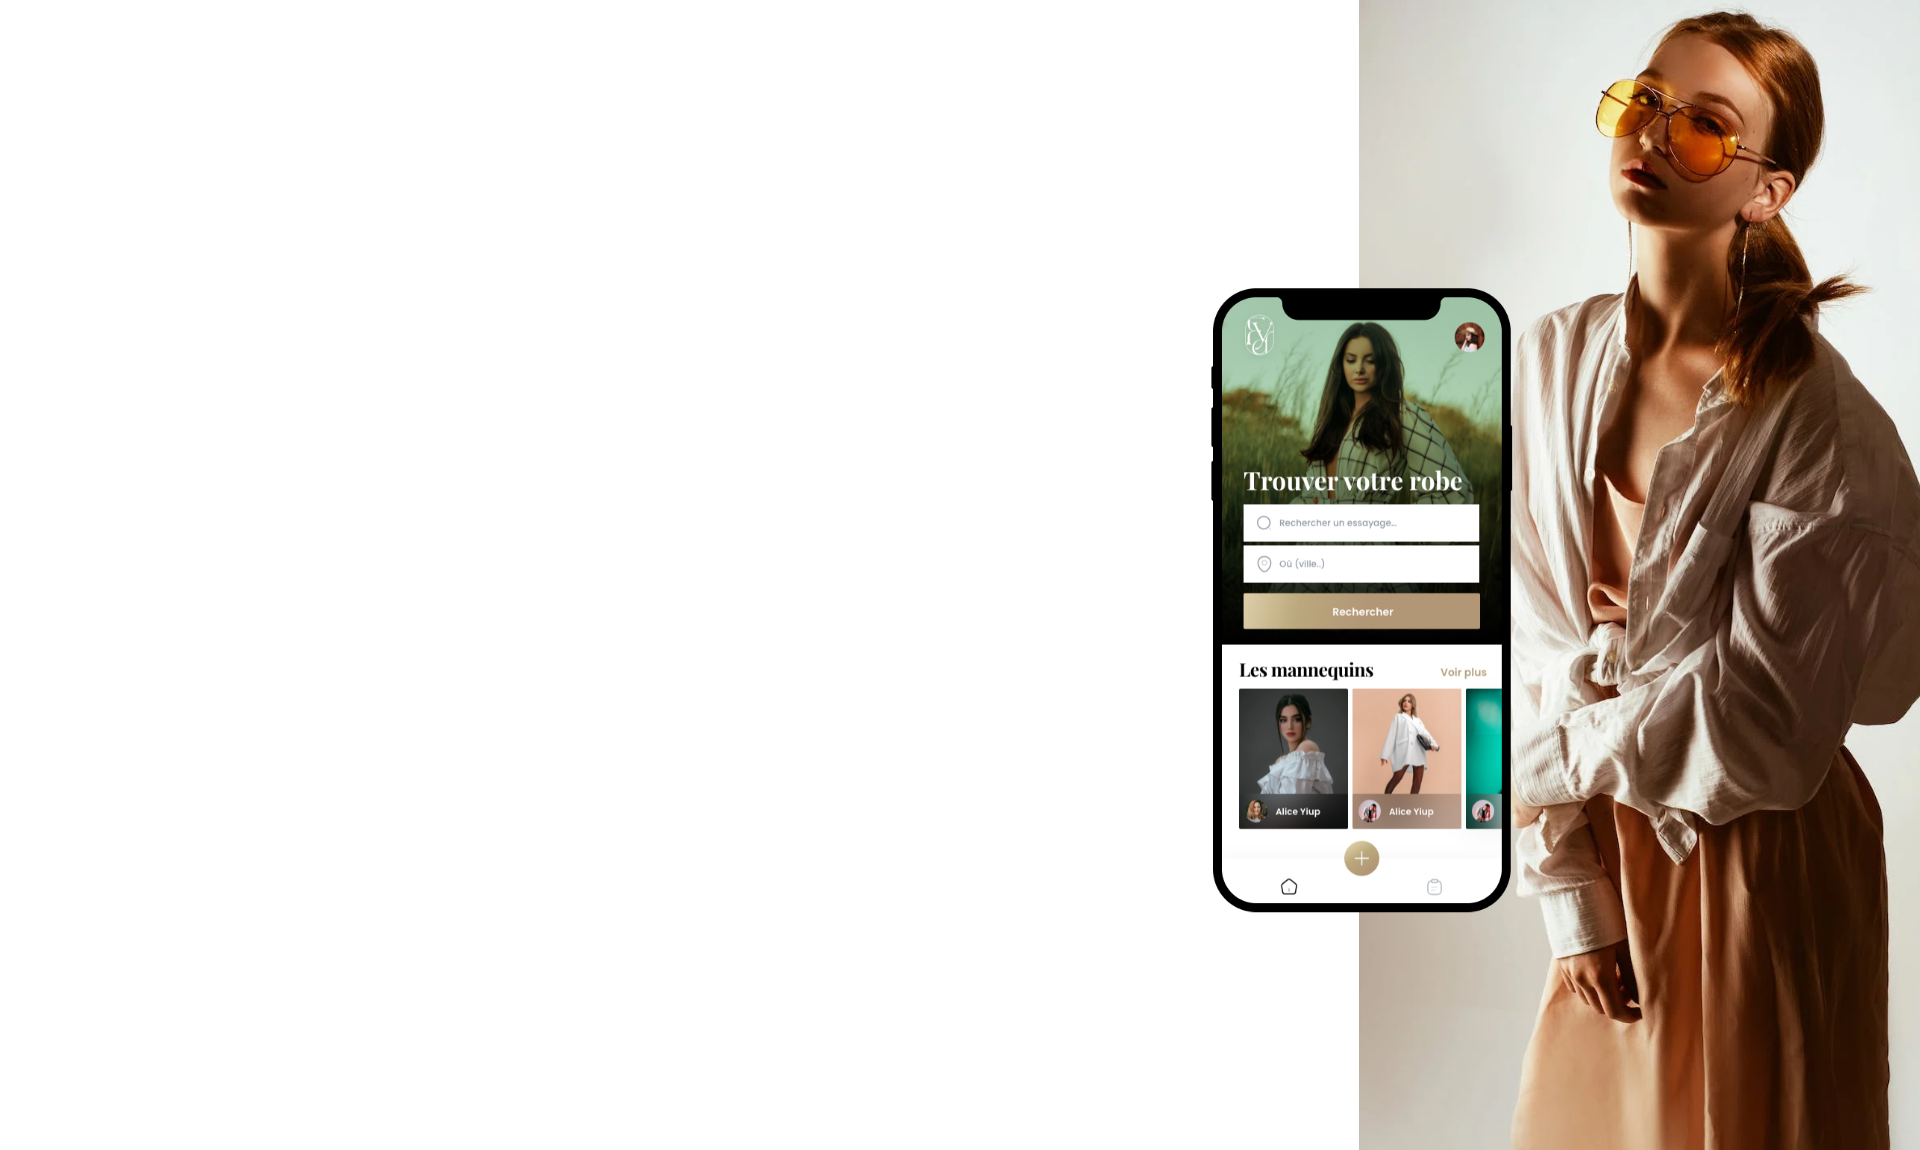 Trouver votre robe
Rechercher un essayage...
Où (ville..)
Rechercher
Les mannequins
Voir plus
Alice Yiup
Alice Yiup